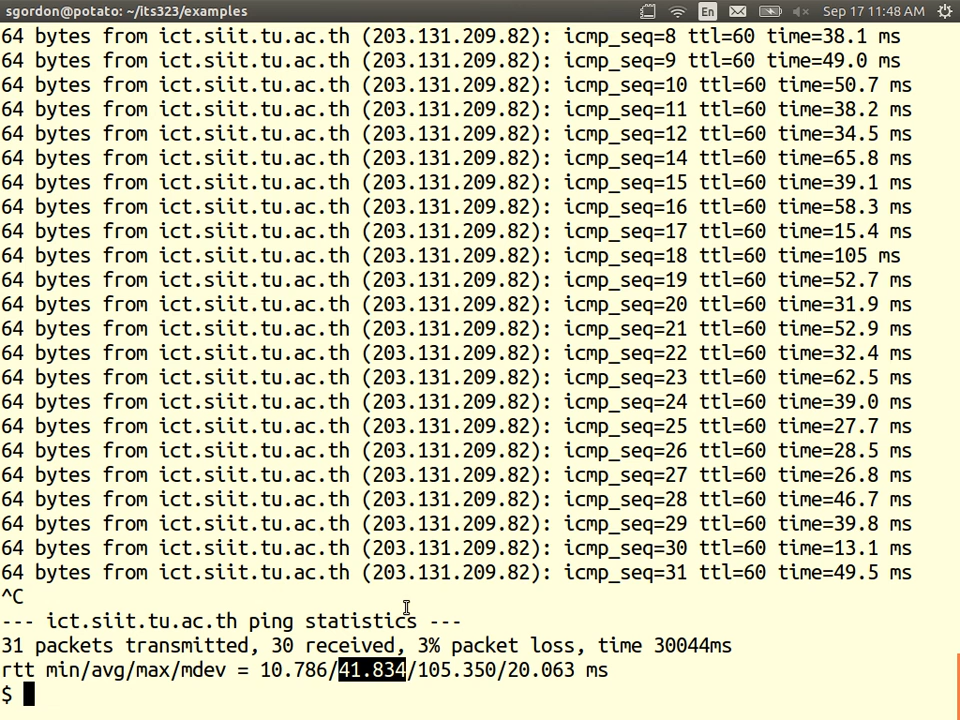 sgordon@potato: ~/its323/examples
En
Sep 17 11:48 AM
64 bytes from ict.siit.tu.ac.th (203.131.209.82): icmp_seq=8 ttl=60 time=38.1 ms
64 bytes from ict.siit.tu.ac.th (203.131.209.82): icmp_seq=9 ttl=60 time=49.0 ms
64 bytes from ict.siit.tu.ac.th (203.131.209.82): icmp_seq=10 ttl=60 time=50.7 ms
64 bytes from ict.siit.tu.ac.th (203.131.209.82): icmp_seq=11 ttl=60 time=38.2 ms
64 bytes from ict.siit.tu.ac.th (203.131.209.82): icmp_seq=12 ttl=60 time=34.5 ms
64 bytes from ict.siit.tu.ac.th (203.131.209.82): icmp_seq=14 ttl=60 time=65.8 ms
64 bytes from ict.siit.tu.ac.th (203.131.209.82): icmp_seq=15 ttl=60 time=39.1 ms
64 bytes from ict.siit.tu.ac.th (203.131.209.82): icmp_seq=16 ttl=60 time=58.3 ms
64 bytes from ict.siit.tu.ac.th (203.131.209.82): icmp_seq=17 ttl=60 time=15.4 ms
64 bytes from ict.siit.tu.ac.th (203.131.209.82): icmp_seq=18 ttl=60 time=105 ms
64 bytes from ict.siit.tu.ac.th (203.131.209.82): icmp_seq=19 ttl=60 time=52.7 ms
64 bytes from ict.siit.tu.ac.th (203.131.209.82): icmp_seq=20 ttl=60 time=31.9 ms
64 bytes from ict.siit.tu.ac.th (203.131.209.82): icmp_seq=21 ttl=60 time=52.9 ms
64 bytes from ict.siit.tu.ac.th (203.131.209.82): icmp_seq=22 ttl=60 time=32.4 ms
64 bytes from ict.siit.tu.ac.th (203.131.209.82): icmp_seq=23 ttl=60 time=62.5 ms
64 bytes from ict.siit.tu.ac.th (203.131.209.82): icmp_seq=24 ttl=60 time=39.0 ms
64 bytes from ict.siit.tu.ac.th (203.131.209.82): icmp_seq=25 ttl=60 time=27.7 ms
64 bytes from ict.siit.tu.ac.th (203.131.209.82): icmp_seq=26 ttl=60 time=28.5 ms
64 bytes from ict.siit.tu.ac.th (203.131.209.82): icmp_seq=27 ttl=60 time=26.8 ms
64 bytes from ict.siit.tu.ac.th (203.131.209.82): icmp_seq=28 ttl=60 time=46.7 ms
64 bytes from ict.siit.tu.ac.th (203.131.209.82): icmp_seq=29 ttl=60 time=39.8 ms
64 bytes from ict.siit.tu.ac.th (203.131.209.82): icmp_seq=30 ttl=60 time=13.1 ms
64 bytes from ict.siit.tu.ac.th (203.131.209.82): icmp_seq=31 ttl=60 time=49.5 ms
^C
--- ict.siit.tu.ac.th ping statistics ---
31 packets transmitted, 30 received, 3% packet loss, time 30044ms
rtt min/avg/max/mdev = 10.786/41.834/105.350/20.063 ms
$